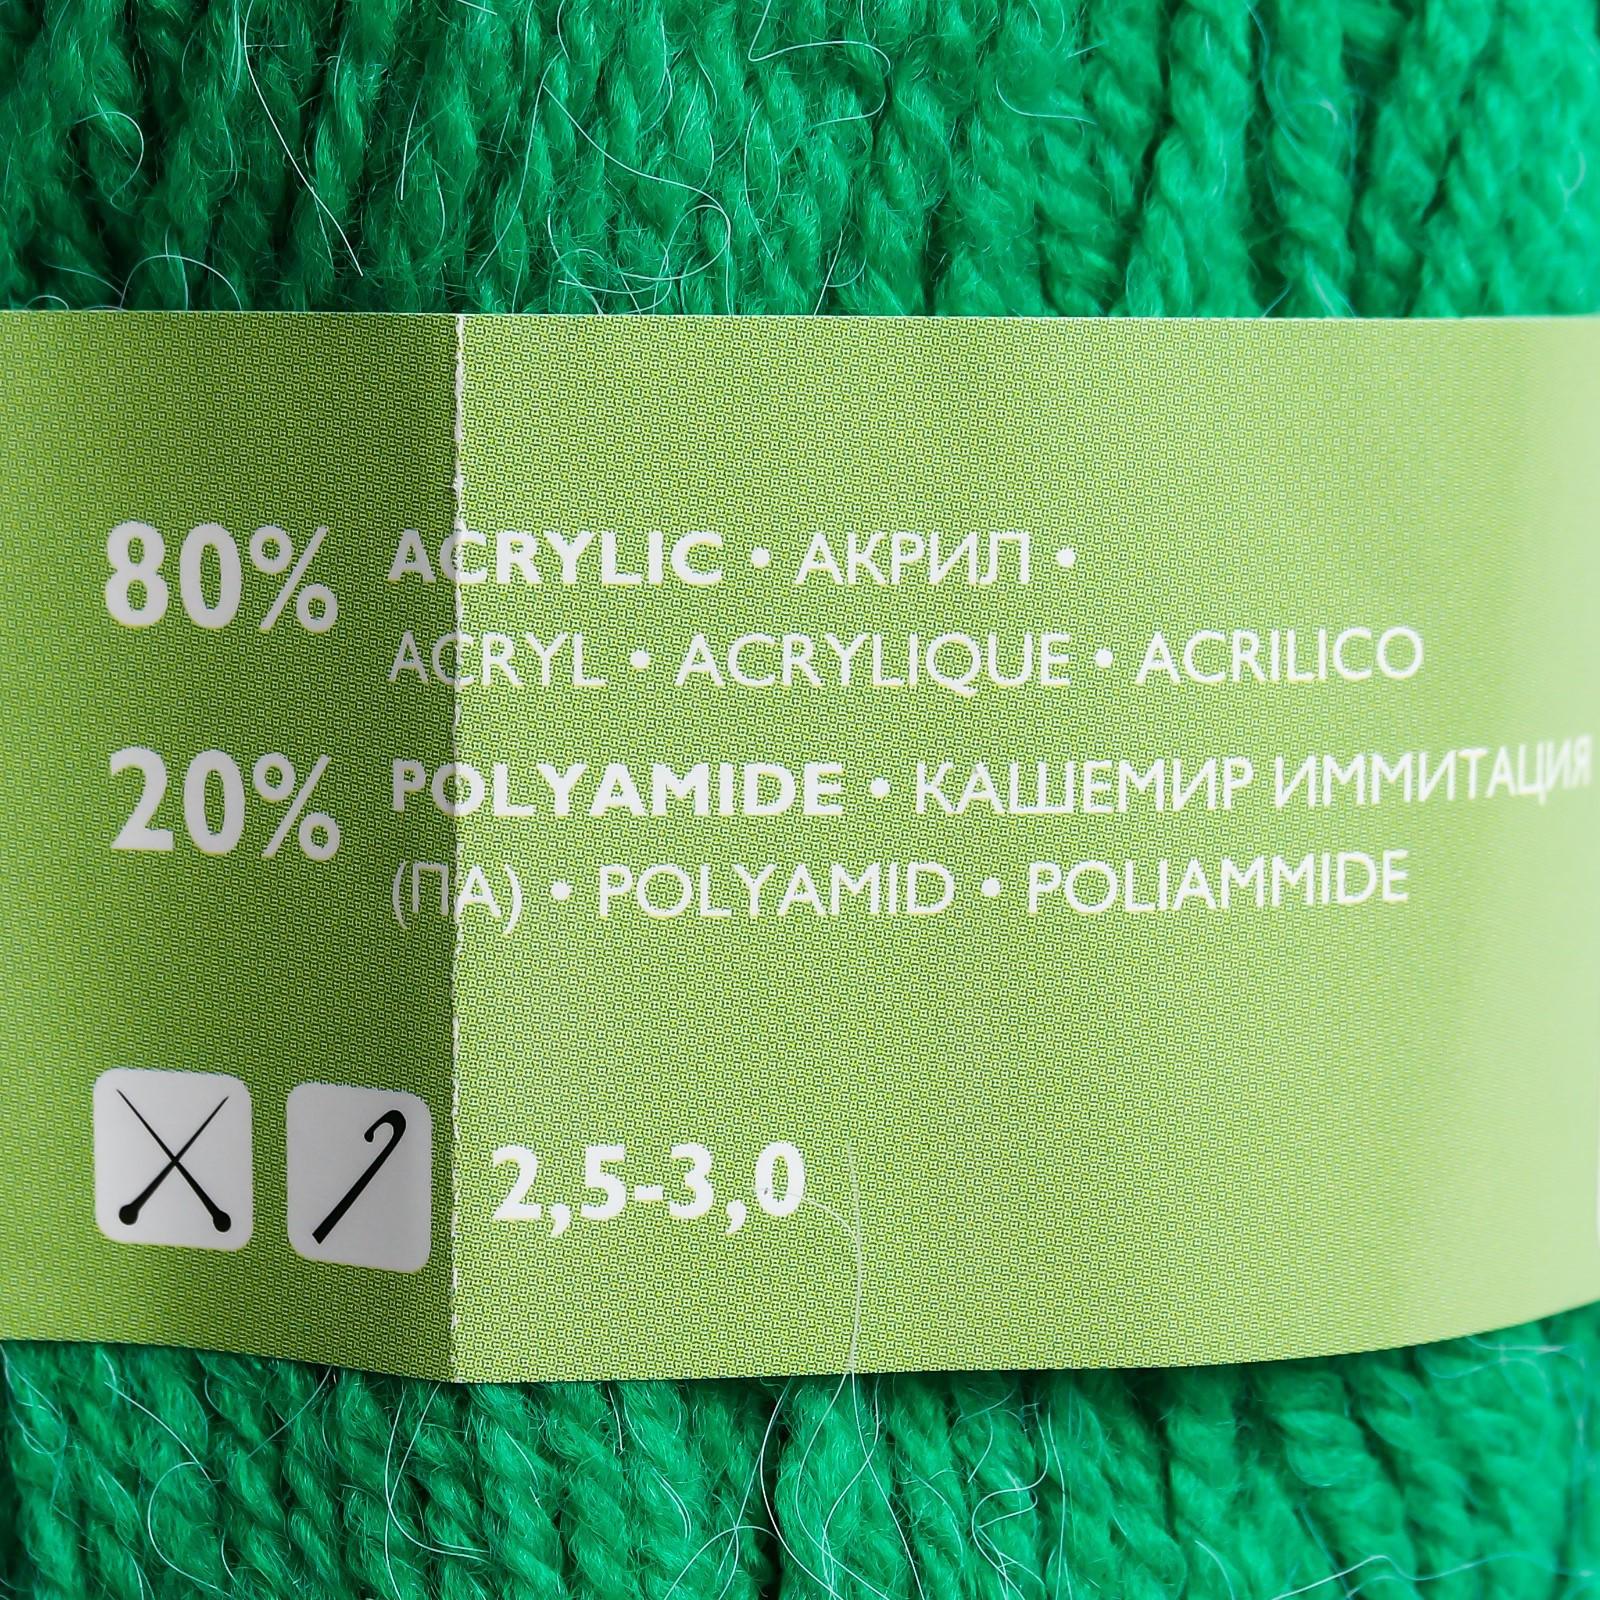 80% ACRYLIC • АКРИЛ •
ACRYL • ACRYLIQUE • ACRILICO
20% POLYAMIDE • КАШЕМИР ИММИТАЦИЯ
(ПА) • POLYAMID • POLIAMMIDE
2,5-3,0